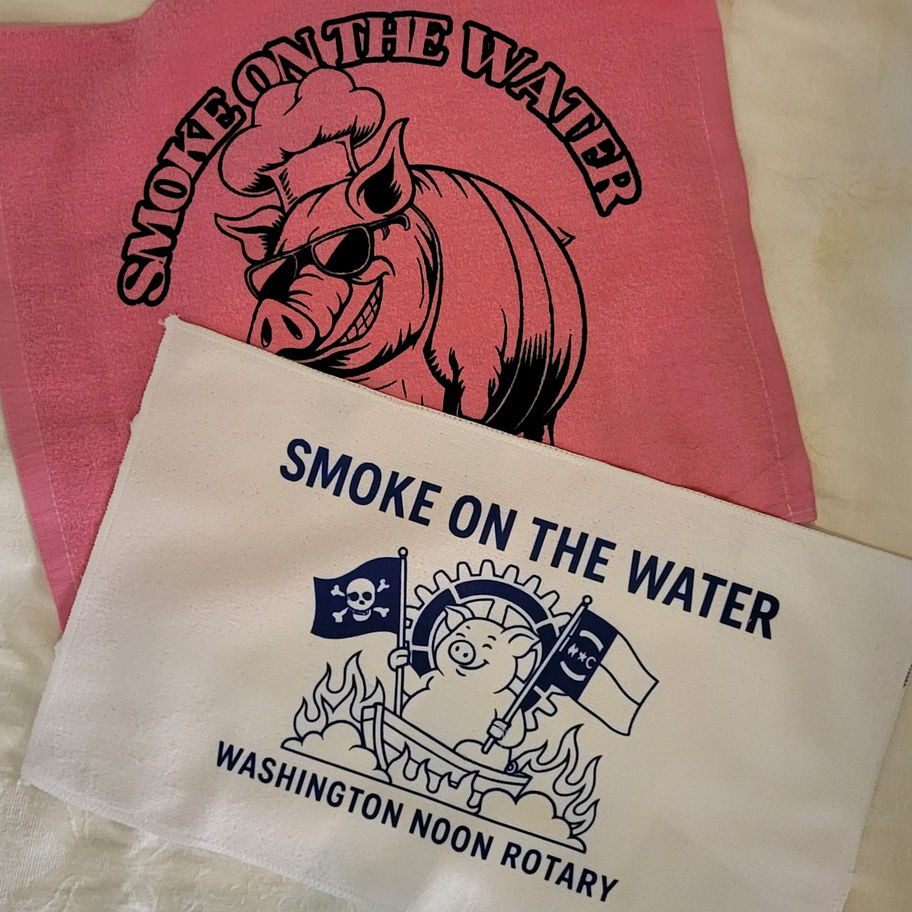 SMOKE ON THE WATER
SMOKE ON THE WATER
N★C
WASHINGTON NOON ROTARY